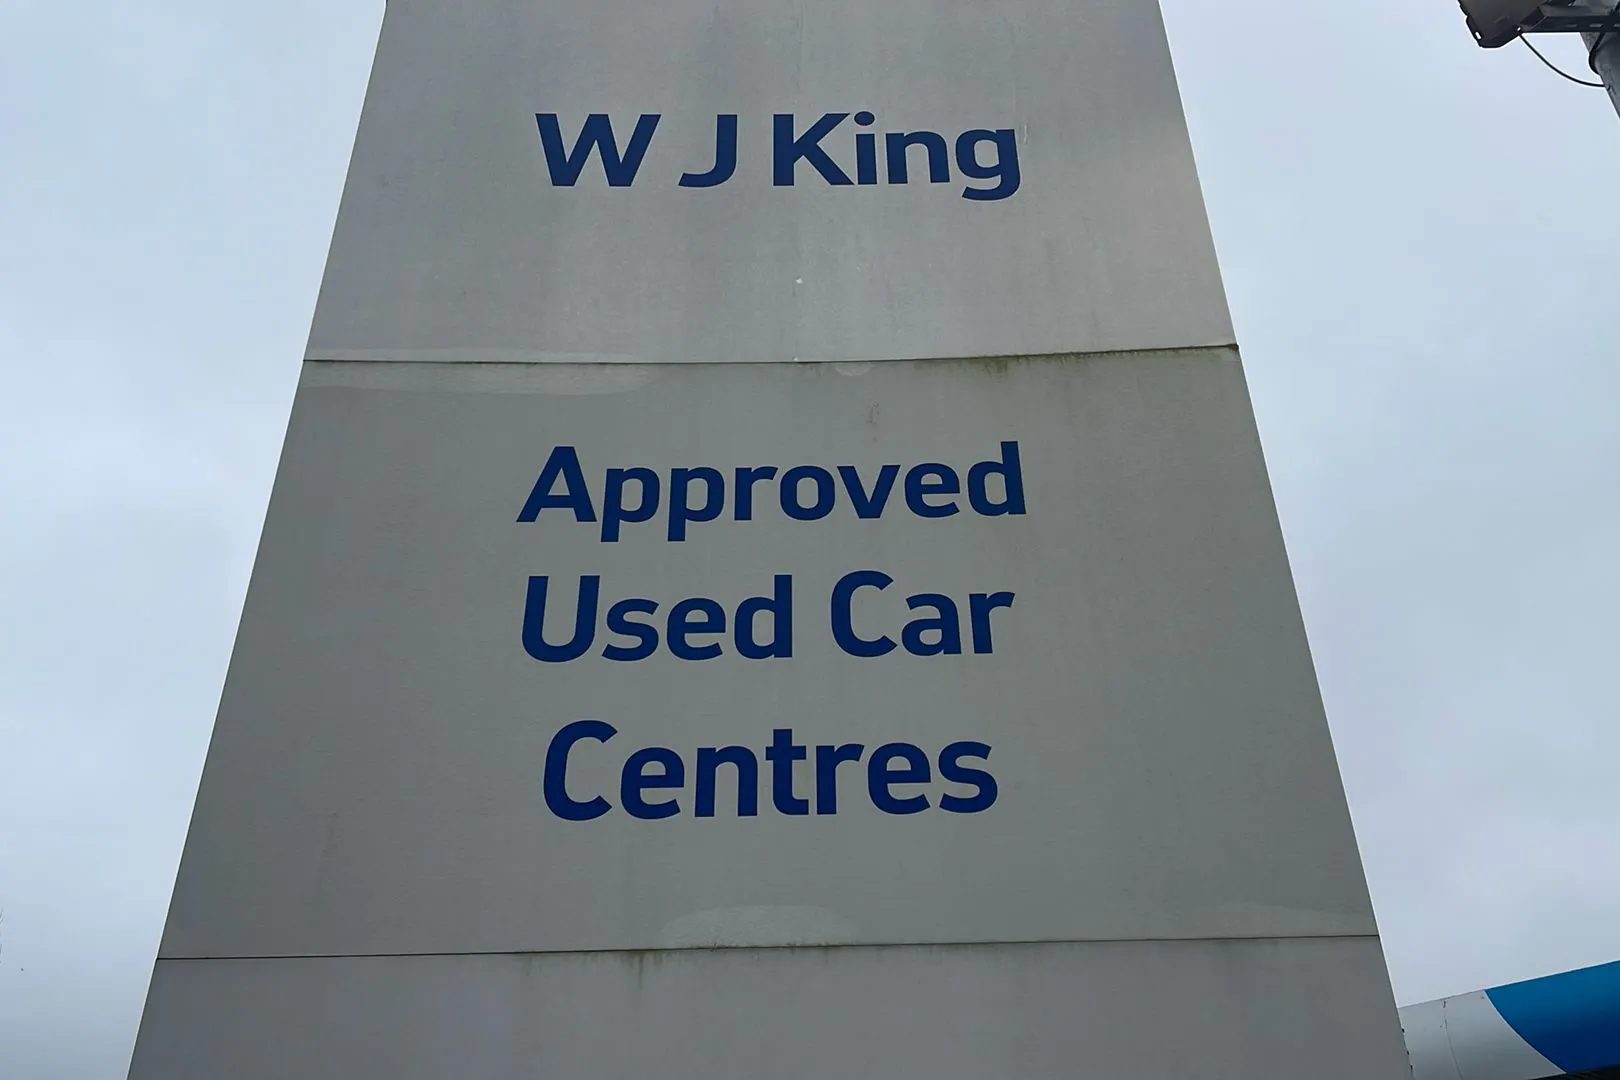 W J King
Approved
Used Car
Centres